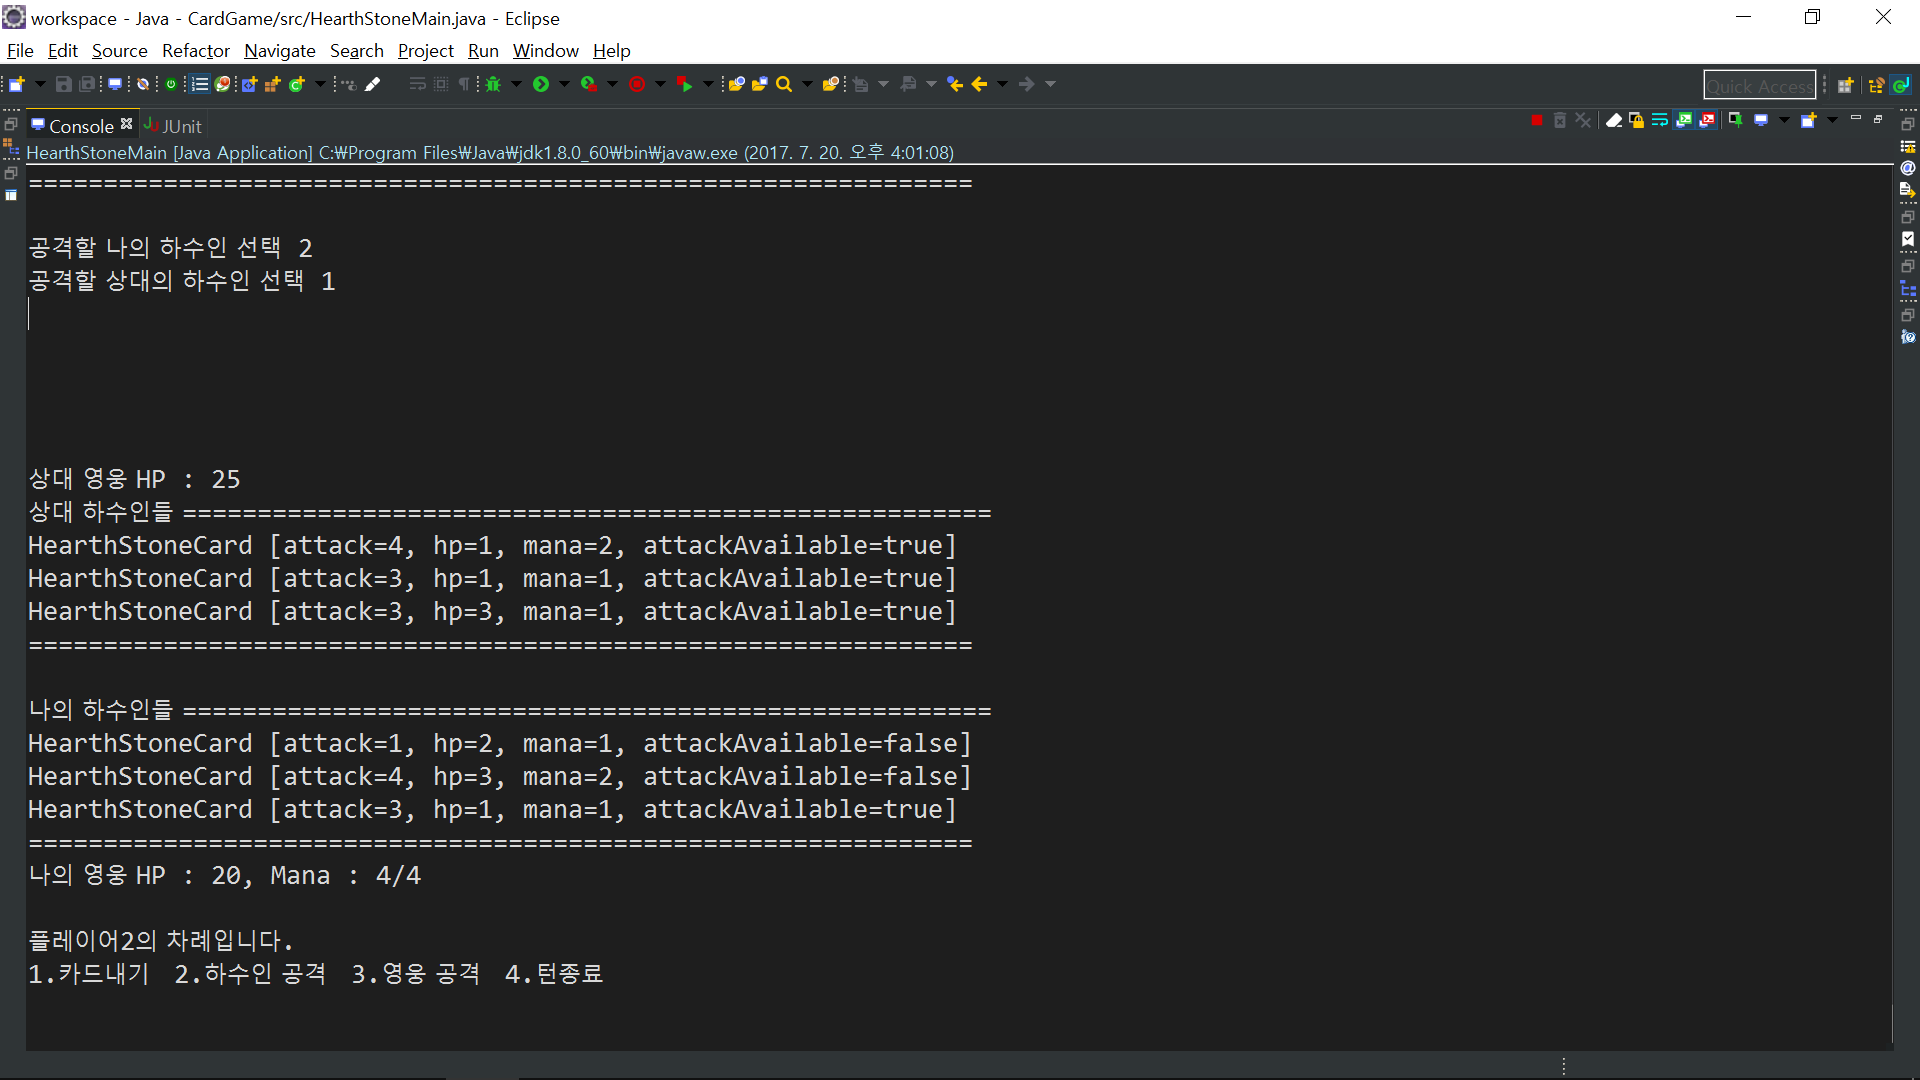 workspace - Java - CardGame/src/HearthStoneMain.java - Eclipse
File Edit Source Refactor Navigate Search Project Run Window Help
Quick Access
Console JUnit
HearthStoneMain [Java Application] C:₩Program Files₩Java₩jdk1.8.0_60₩bin₩javaw.exe (2017. 7. 20. 오후 4:01:08)
===============================================================
공격할 나의 하수인 선택 2
공격할 상대의 하수인 선택 1
상대 영웅 HP : 25
상대 하수인들 ======================================================
HearthStoneCard [attack=4, hp=1, mana=2, attackAvailable=true]
HearthStoneCard [attack=3, hp=1, mana=1, attackAvailable=true]
HearthStoneCard [attack=3, hp=3, mana=1, attackAvailable=true]
===============================================================
나의 하수인들 ======================================================
HearthStoneCard [attack=1, hp=2, mana=1, attackAvailable=false]
HearthStoneCard [attack=4, hp=3, mana=2, attackAvailable=false]
HearthStoneCard [attack=3, hp=1, mana=1, attackAvailable=true]
===============================================================
나의 영웅 HP : 20, Mana : 4/4
플레이어2의 차례입니다.
1.카드내기 2.하수인 공격 3.영웅 공격 4.턴종료